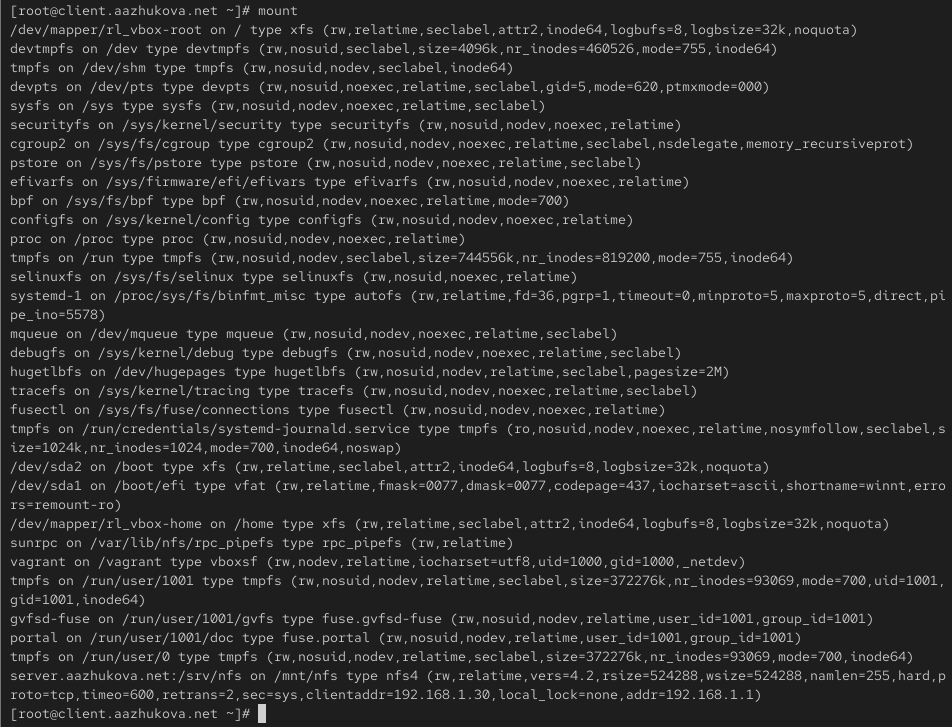 [root@client.aazhukova.net ~]# mount
/dev/mapper/rl_vbox-root on / type xfs (rw,relatime,seclabel,attr2,inode64,logbufs=8,logbsize=32k,noquota)
devtmpfs on /dev type devtmpfs (rw,nosuid,seclabel,size=4096k,nr_inodes=460526,mode=755,inode64)
tmpfs on /dev/shm type tmpfs (rw,nosuid,nodev,seclabel,inode64)
devpts on /dev/pts type devpts (rw,nosuid,noexec,relatime,seclabel,gid=5,mode=620,ptmxmode=000)
sysfs on /sys type sysfs (rw,nosuid,nodev,noexec,relatime,seclabel)
securityfs on /sys/kernel/security type securityfs (rw,nosuid,nodev,noexec,relatime)
cgroup2 on /sys/fs/cgroup type cgroup2 (rw,nosuid,nodev,noexec,relatime,seclabel,nsdelegate,memory_recursiveprot)
pstore on /sys/fs/pstore type pstore (rw,nosuid,nodev,noexec,relatime,seclabel)
efivarfs on /sys/firmware/efi/efivars type efivarfs (rw,nosuid,nodev,noexec,relatime)
bpf on /sys/fs/bpf type bpf (rw,nosuid,nodev,noexec,relatime,mode=700)
configfs on /sys/kernel/config type configfs (rw,nosuid,nodev,noexec,relatime)
proc on /proc type proc (rw,nosuid,nodev,noexec,relatime)
tmpfs on /run type tmpfs (rw,nosuid,nodev,seclabel,size=744556k,nr_inodes=819200,mode=755,inode64)
selinuxfs on /sys/fs/selinux type selinuxfs (rw,nosuid,noexec,relatime)
systemd-1 on /proc/sys/fs/binfmt_misc type autofs (rw,relatime,fd=36,pgrp=1,timeout=0,minproto=5,maxproto=5,direct,pi
pe_ino=5578)
mqueue on /dev/mqueue type mqueue (rw,nosuid,nodev,noexec,relatime,seclabel)
debugfs on /sys/kernel/debug type debugfs (rw,nosuid,nodev,noexec,relatime,seclabel)
hugetlbfs on /dev/hugepages type hugetlbfs (rw,nosuid,nodev,relatime,seclabel,pagesize=2M)
tracefs on /sys/kernel/tracing type tracefs (rw,nosuid,nodev,noexec,relatime,seclabel)
fusectl on /sys/fs/fuse/connections type fusectl (rw,nosuid,nodev,noexec,relatime)
tmpfs on /run/credentials/systemd-journald.service type tmpfs (ro,nosuid,nodev,noexec,relatime,nosymfollow,seclabel,s
ize=1024k,nr_inodes=1024,mode=700,inode64,noswap)
/dev/sda2 on /boot type xfs (rw,relatime,seclabel,attr2,inode64,logbufs=8,logbsize=32k,noquota)
/dev/sda1 on /boot/efi type vfat (rw,relatime,fmask=0077,dmask=0077,codepage=437,iocharset=ascii,shortname=winnt,erro
rs=remount-ro)
/dev/mapper/rl_vbox-home on /home type xfs (rw,relatime,seclabel,attr2,inode64,logbufs=8,logbsize=32k,noquota)
sunrpc on /var/lib/nfs/rpc_pipefs type rpc_pipefs (rw,relatime)
vagrant on /vagrant type vboxsf (rw,nodev,relatime,iocharset=utf8,uid=1000,gid=1000,_netdev)
tmpfs on /run/user/1001 type tmpfs (rw,nosuid,nodev,relatime,seclabel,size=372276k,nr_inodes=93069,mode=700,uid=1001,
gid=1001,inode64)
gvfsd-fuse on /run/user/1001/gvfs type fuse.gvfsd-fuse (rw,nosuid,nodev,relatime,user_id=1001,group_id=1001)
portal on /run/user/1001/doc type fuse.portal (rw,nosuid,nodev,relatime,user_id=1001,group_id=1001)
tmpfs on /run/user/0 type tmpfs (rw,nosuid,nodev,relatime,seclabel,size=372276k,nr_inodes=93069,mode=700,inode64)
server.aazhukova.net:/srv/nfs on /mnt/nfs type nfs4 (rw,relatime,vers=4.2,rsize=524288,wsize=524288,namlen=255,hard,p
roto=tcp,timeo=600,retrans=2,sec=sys,clientaddr=192.168.1.30,local_lock=none,addr=192.168.1.1)
[root@client.aazhukova.net ~]#